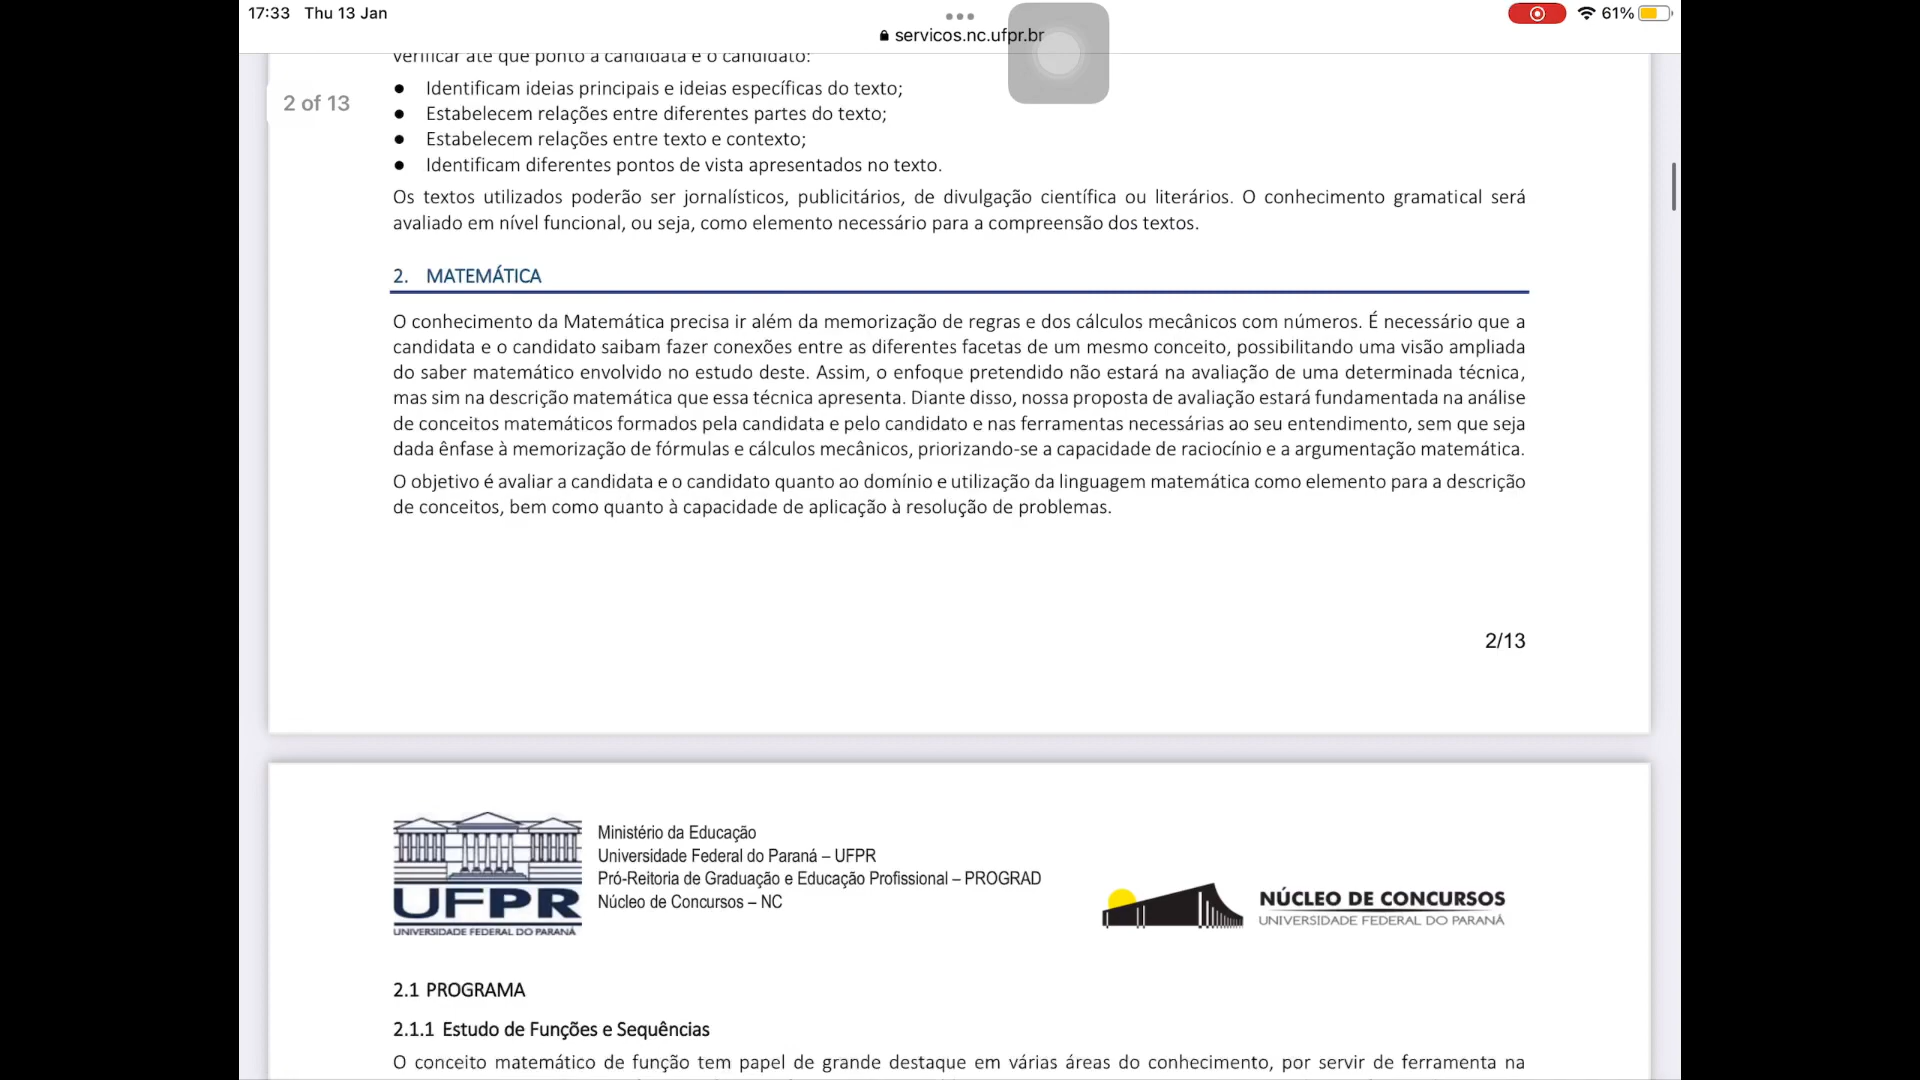 17:33 Thu 13 Jan
61%
servicos.nc.ufpr.br
verificar até que ponto a candidata e o candidato:
2 of 13
● Identificam ideias principais e ideias específicas do texto;
● Estabelecem relações entre diferentes partes do texto;
● Estabelecem relações entre texto e contexto;
● Identificam diferentes pontos de vista apresentados no texto.
Os textos utilizados poderão ser jornalísticos, publicitários, de divulgação científica ou literários. O conhecimento gramatical será
avaliado em nível funcional, ou seja, como elemento necessário para a compreensão dos textos.
2. MATEMÁTICA
O conhecimento da Matemática precisa ir além da memorização de regras e dos cálculos mecânicos com números. É necessário que a
candidata e o candidato saibam fazer conexões entre as diferentes facetas de um mesmo conceito, possibilitando uma visão ampliada
do saber matemático envolvido no estudo deste. Assim, o enfoque pretendido não estará na avaliação de uma determinada técnica,
mas sim na descrição matemática que essa técnica apresenta. Diante disso, nossa proposta de avaliação estará fundamentada na análise
de conceitos matemáticos formados pela candidata e pelo candidato e nas ferramentas necessárias ao seu entendimento, sem que seja
dada ênfase à memorização de fórmulas e cálculos mecânicos, priorizando-se a capacidade de raciocínio e a argumentação matemática.
O objetivo é avaliar a candidata e o candidato quanto ao domínio e utilização da linguagem matemática como elemento para a descrição
de conceitos, bem como quanto à capacidade de aplicação à resolução de problemas.
2/13
UFPR
UNIVERSIDADE FEDERAL DO PARANÁ
Ministério da Educação
Universidade Federal do Paraná – UFPR
Pró-Reitoria de Graduação e Educação Profissional – PROGRAD
Núcleo de Concursos – NC
NÚCLEO DE CONCURSOS
UNIVERSIDADE FEDERAL DO PARANÁ
2.1 PROGRAMA
2.1.1 Estudo de Funções e Sequências
O conceito matemático de função tem papel de grande destaque em várias áreas do conhecimento, por servir de ferramenta na